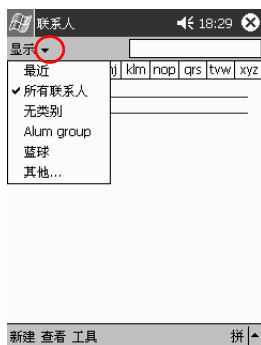 联系人 18:29
显示
最近 hij klm nop qrs tvw xyz
所有联系人
无类别
Alum group
蓝球
其他...
新建 查看 工具 拼